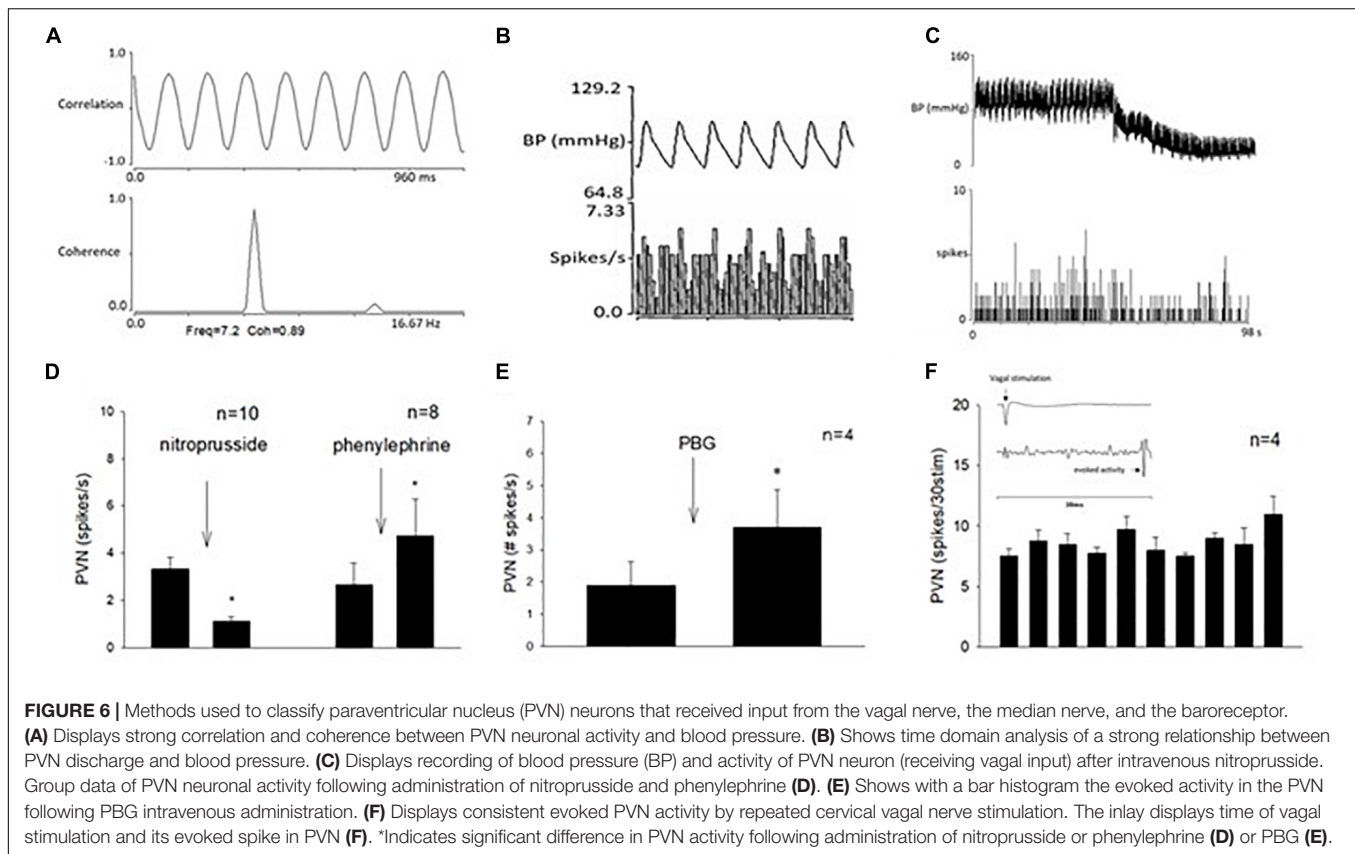 A
1.0
Correlation
-1.0
0.0
960 ms
1.0
Coherence
0.0
0.0
16.67 Hz
Freq=7.2 Coh=0.89
B
129.2
BP (mmHg)
64.8
7.33
Spikes/s
0.0
C
160
BP (mmHg)
0
10
spikes
0
0
98 s
D
10
8
6
4
2
0
PVN (spikes/s)
n=10
nitroprusside
*
n=8
phenylephrine
*
E
7
6
5
4
3
2
1
0
PVN (# spikes/s)
PBG
n=4
*
F
20
15
10
5
0
PVN (spikes/30stim)
Vagal stimulation
evoked activity
30ms
n=4
FIGURE 6 | Methods used to classify paraventricular nucleus (PVN) neurons that received input from the vagal nerve, the median nerve, and the baroreceptor.
(A) Displays strong correlation and coherence between PVN neuronal activity and blood pressure. (B) Shows time domain analysis of a strong relationship between
PVN discharge and blood pressure. (C) Displays recording of blood pressure (BP) and activity of PVN neuron (receiving vagal input) after intravenous nitroprusside.
Group data of PVN neuronal activity following administration of nitroprusside and phenylephrine (D). (E) Shows with a bar histogram the evoked activity in the PVN
following PBG intravenous administration. (F) Displays consistent evoked PVN activity by repeated cervical vagal nerve stimulation. The inlay displays time of vagal
stimulation and its evoked spike in PVN (F). *Indicates significant difference in PVN activity following administration of nitroprusside or phenylephrine (D) or PBG (E).